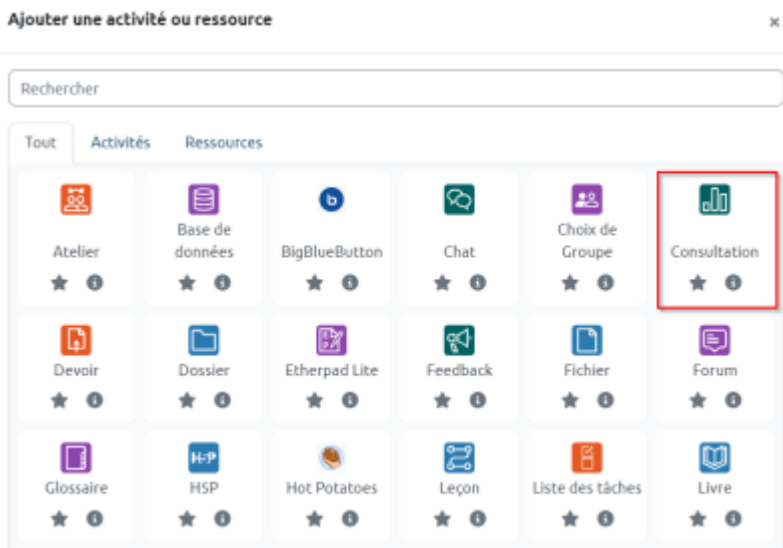 Ajouter une activité ou ressource
×
Rechercher
Tout Activités Ressources
Atelier
Base de
données
BigBlueButton
Chat
Choix de
Groupe
Consultation
Devoir
Dossier
Etherpad Lite
Feedback
Fichier
Forum
Glossaire
H5P
Hot Potatoes
Leçon
Liste des tâches
Livre